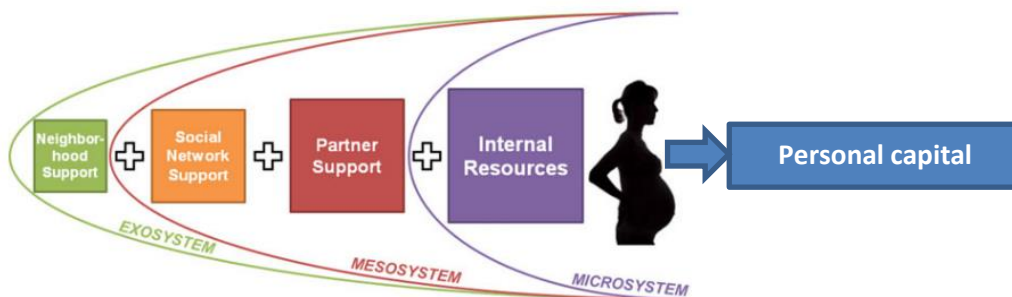 Neighbor-
hood
Support
Social
Network
Support
Partner
Support
Internal
Resources
Personal capital
EXOSYSTEM
MESOSYSTEM
MICROSYSTEM